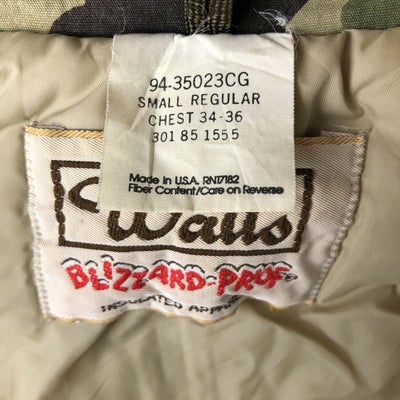 94-35023CG
SMALL REGULAR
CHEST 34-36
301 85 1555
Made in U.S.A. RN17182
Fiber Content/Care on Reverse
Walls
BLIZZARD-PRUF®
INSULATED